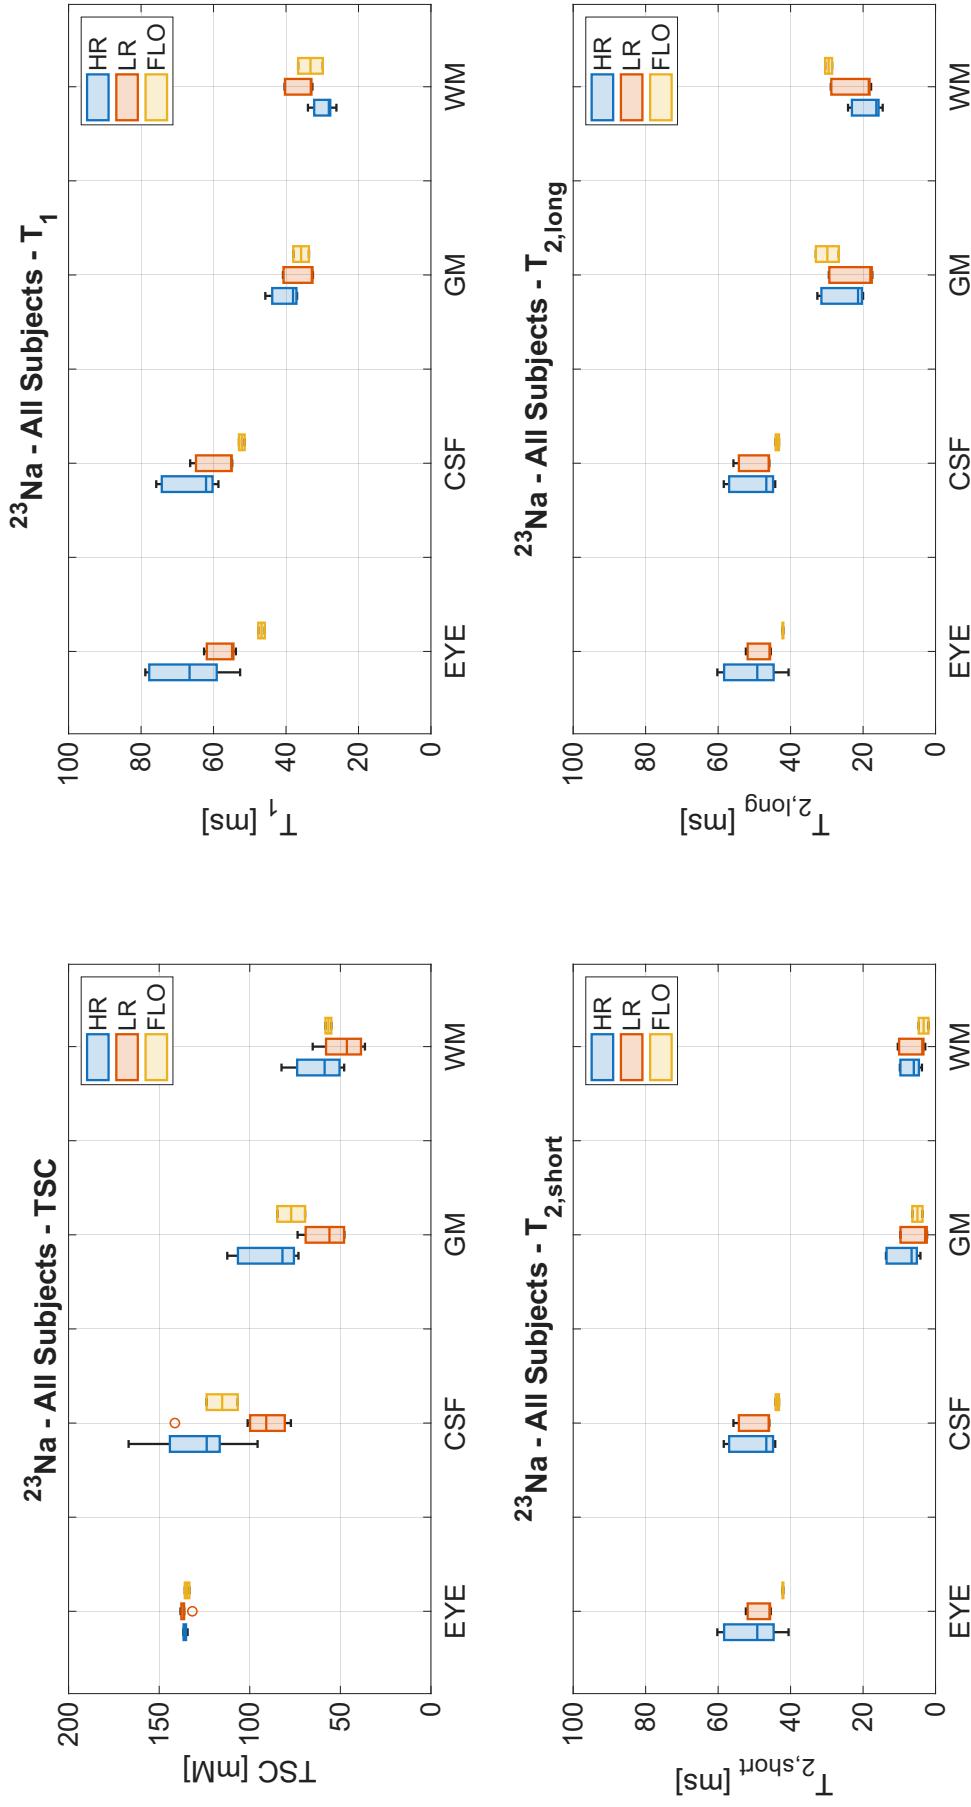 ²³Na - All Subjects - TSC
TSC [mM]
200
150
100
50
0
EYE
CSF
GM
WM
HR
LR
FLO
²³Na - All Subjects - T₁
T₁ [ms]
100
80
60
40
20
0
EYE
CSF
GM
WM
HR
LR
FLO
²³Na - All Subjects - T2,short
T2,short [ms]
100
80
60
40
20
0
EYE
CSF
GM
WM
HR
LR
FLO
²³Na - All Subjects - T2,long
T2,long [ms]
100
80
60
40
20
0
EYE
CSF
GM
WM
HR
LR
FLO